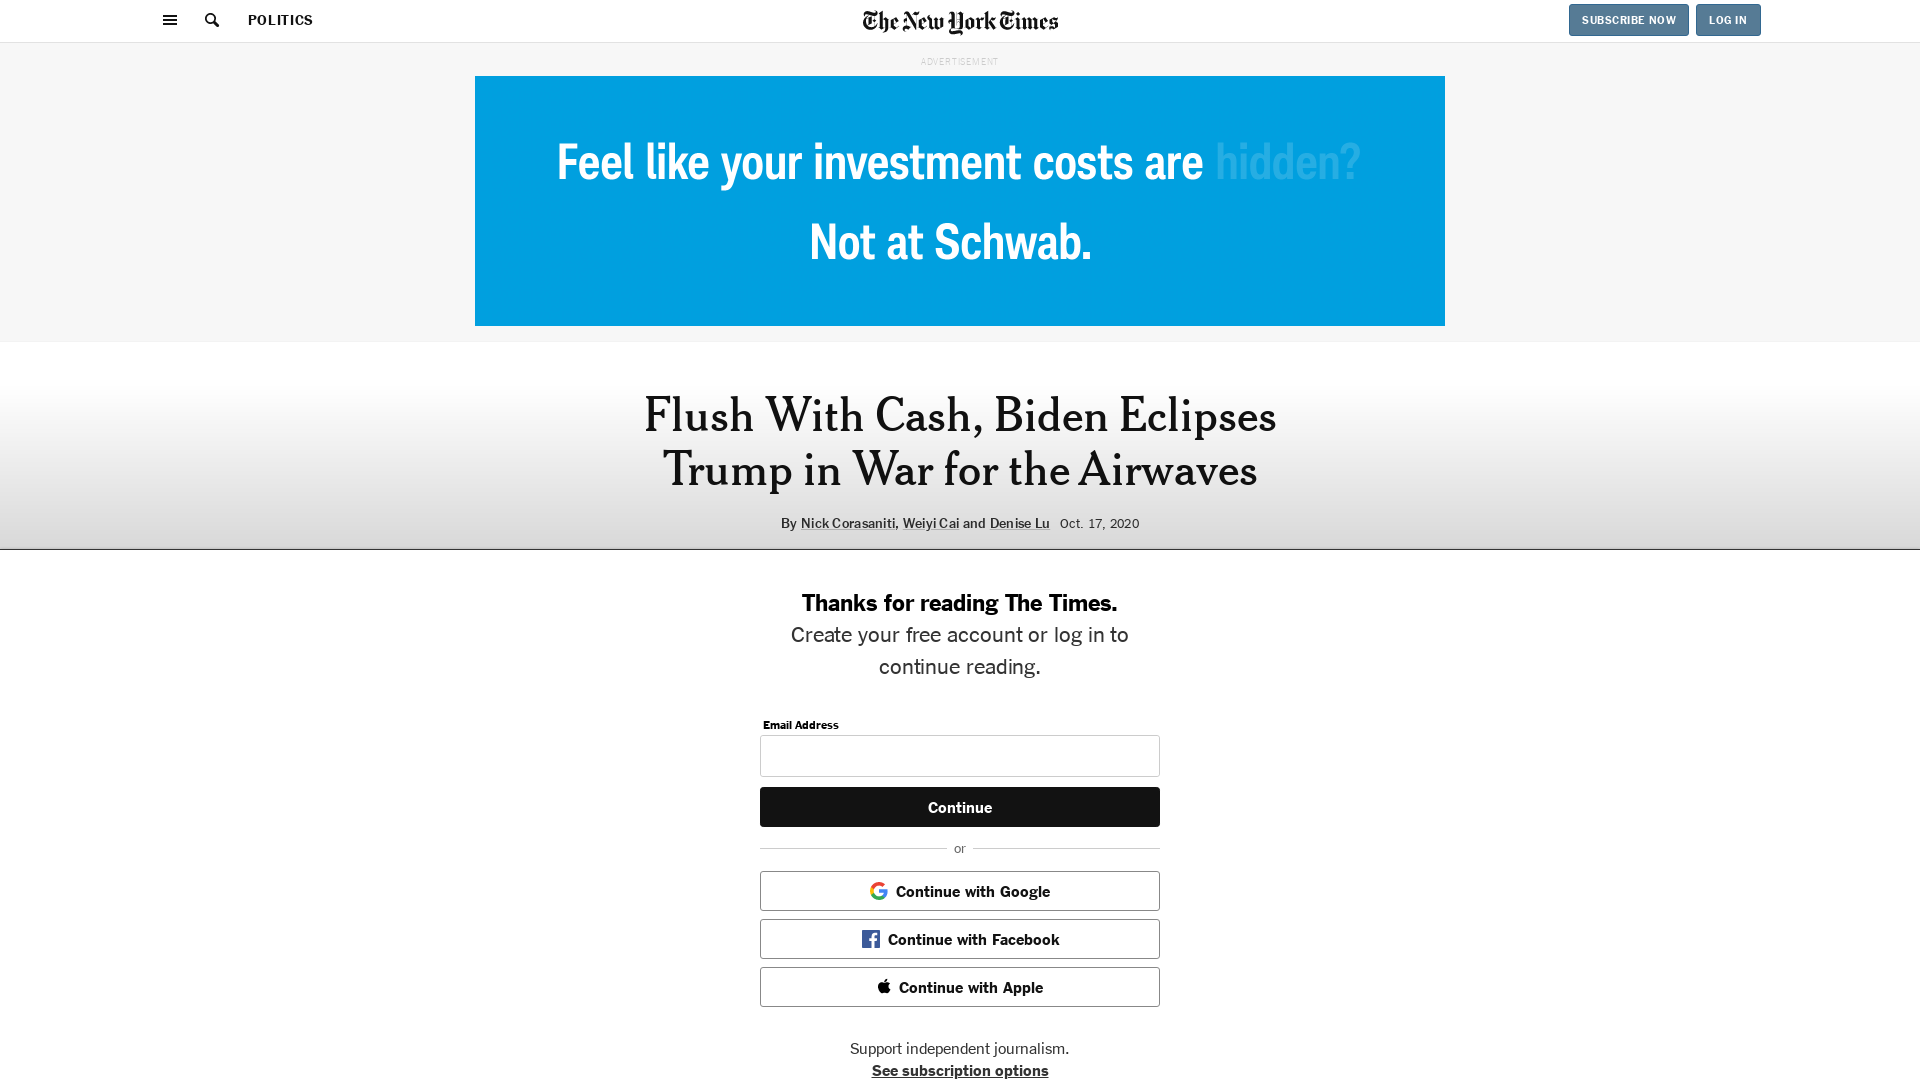 POLITICS
The New York Times
SUBSCRIBE NOW
LOG IN
ADVERTISEMENT
Feel like your investment costs are hidden?
Not at Schwab.
Flush With Cash, Biden Eclipses
Trump in War for the Airwaves
By Nick Corasaniti, Weiyi Cai and Denise Lu Oct. 17, 2020
Thanks for reading The Times.
Create your free account or log in to
continue reading.
Email Address
Continue
or
Continue with Google
Continue with Facebook
Continue with Apple
Support independent journalism.
See subscription options